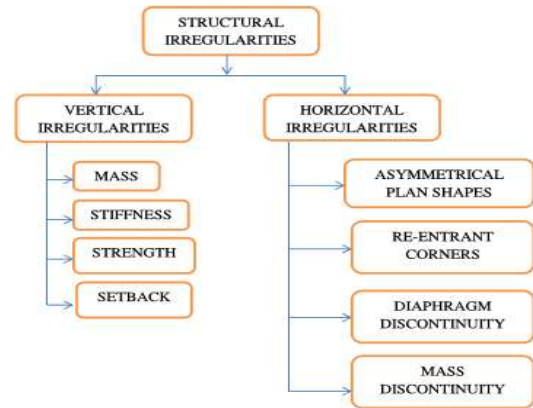 STRUCTURAL
IRREGULARITIES
VERTICAL
IRREGULARITIES
MASS
STIFFNESS
STRENGTH
SETBACK
HORIZONTAL
IRREGULARITIES
ASYMMETRICAL
PLAN SHAPES
RE-ENTRANT
CORNERS
DIAPHRAGM
DISCONTINUITY
MASS
DISCONTINUITY